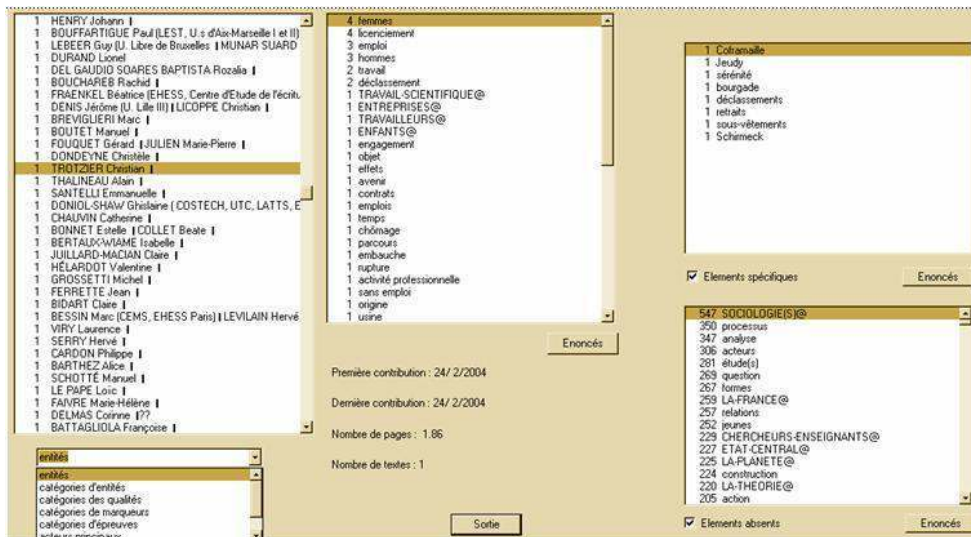 1 HENRY Johann |
1 BOUFFARTIGUE Paul (LEST, U.s d'Aix-Marseille I et II)
1 LEBEER Guy (U. Libre de Bruxelles | MUNAR SUARD
1 DURAND Lionel
1 DEL GAUDIO SOARES BAPTISTA Rozalia |
1 BOUCHAREB Rachid |
1 FRAENKEL Béatrice (EHESS, Centre d'Etude de l'écritu
1 DENIS Jérôme (U. Lille III) | LICOPPE Christian |
1 BREVIGLIERI Marc |
1 BOUTET Manuel |
1 FOUQUET Gérard | JULIEN Marie-Pierre |
1 DONDEYNE Christèle |
1 TROTZIER Christian |
1 THALINEAU Alain |
1 SANTELLI Emmanuelle |
1 DONIOL-SHAW Ghislaine ( COSTECH, UTC, LATTS, E
1 CHAUVIN Catherine |
1 BONNET Estelle | COLLET Beate |
1 BERTAUX-WIAME Isabelle |
1 JUILLARD-MACIAN Claire |
1 HÉLARDOT Valentine |
1 GROSSETTI Michel |
1 FERRETTE Jean |
1 BIDART Claire |
1 BESSIN Marc (CEMS, EHESS Paris) | LEVILAIN Hervé
1 VIRY Laurence |
1 SERRY Hervé |
1 CARDON Philippe |
1 BARTHEZ Alice |
1 SCHOTTÉ Manuel |
1 LE PAPE Loïc |
1 FAIVRE Marie-Hélène |
1 DELMAS Corinne |??
1 BATTAGLIOLA Françoise |
entités
entités
catégories d'entités
catégories des qualités
catégories de marqueurs
catégories d'épreuves
acteurs principaux
4 femmes
4 licenciement
3 emploi
3 hommes
2 travail
2 déclassement
1 TRAVAIL-SCIENTIFIQUE@
1 ENTREPRISES@
1 TRAVAILLEURS@
1 ENFANTS@
1 engagement
1 objet
1 effets
1 avenir
1 contrats
1 emplois
1 temps
1 chômage
1 parcours
1 embauche
1 rupture
1 activité professionnelle
1 sans emploi
1 origine
1 usine
Enoncés
Première contribution : 24/ 2/2004
Dernière contribution : 24/ 2/2004
Nombre de pages : 1.86
Nombre de textes : 1
Sortie
1 Coframaille
1 Jeudy
1 sérénité
1 bourgade
1 déclassements
1 retraits
1 sous-vêtements
1 Schirmeck
Elements spécifiques
Enoncés
547 SOCIOLOGIE(S)@
350 processus
347 analyse
306 acteurs
281 étude(s)
269 question
267 formes
259 LA-FRANCE@
257 relations
252 jeunes
229 CHERCHEURS-ENSEIGNANTS@
227 ETAT-CENTRAL@
225 LA-PLANETE@
224 construction
220 LA-THEORIE@
205 action
Elements absents
Enoncés